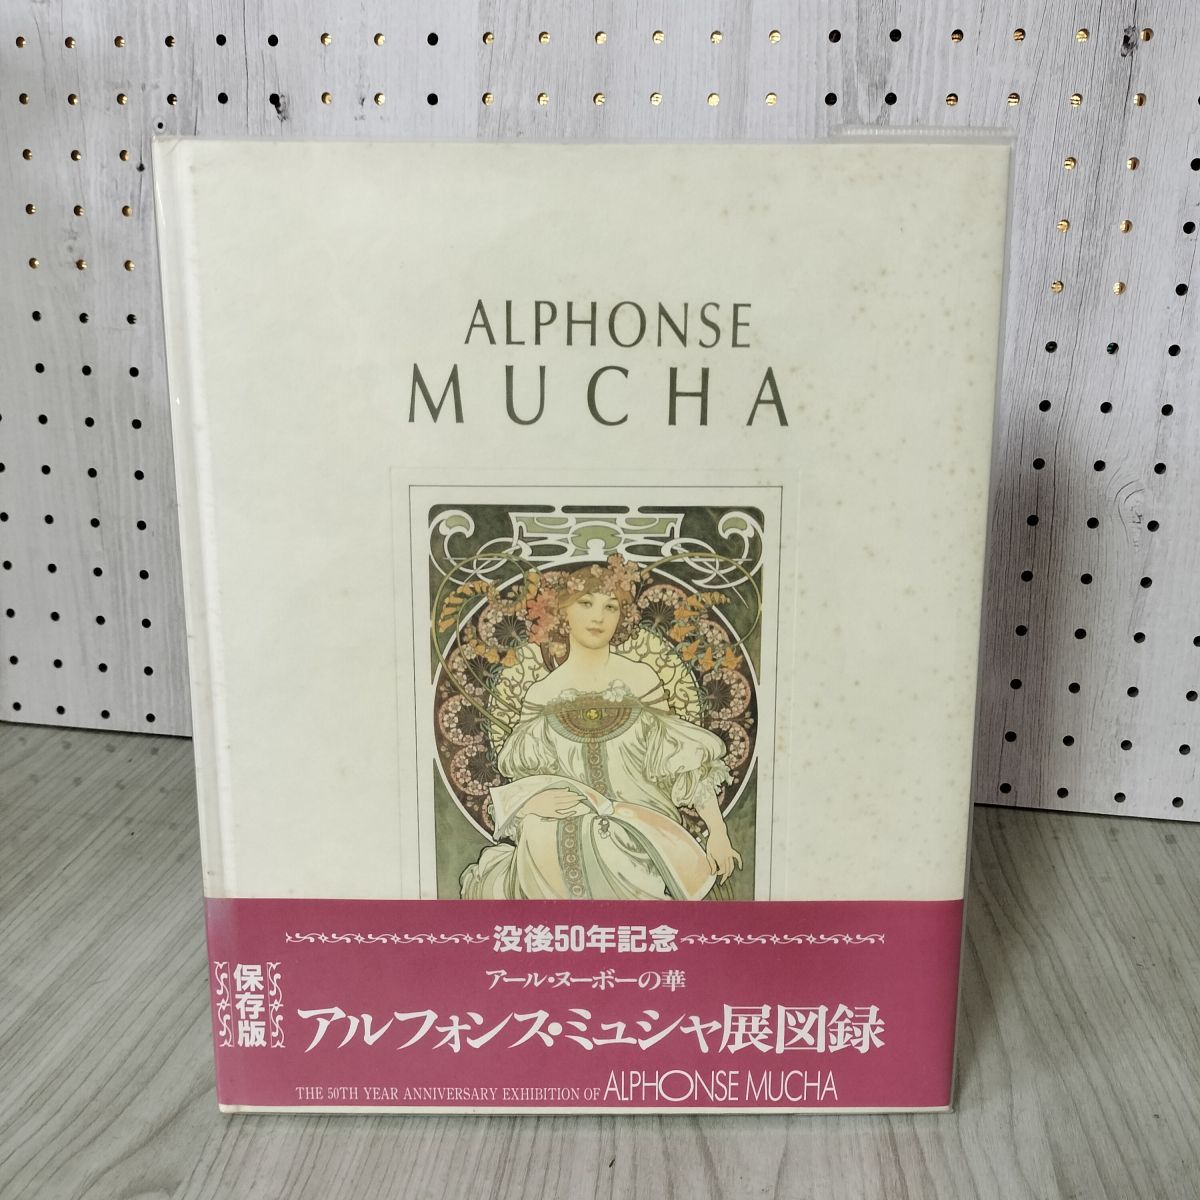 ALPHONSE
MUCHA
没後50年記念
アール・ヌーボーの華
保存版
アルフォンス・ミュシャ展図録
THE 50TH YEAR ANNIVERSARY EXHIBITION OF ALPHONSE MUCHA